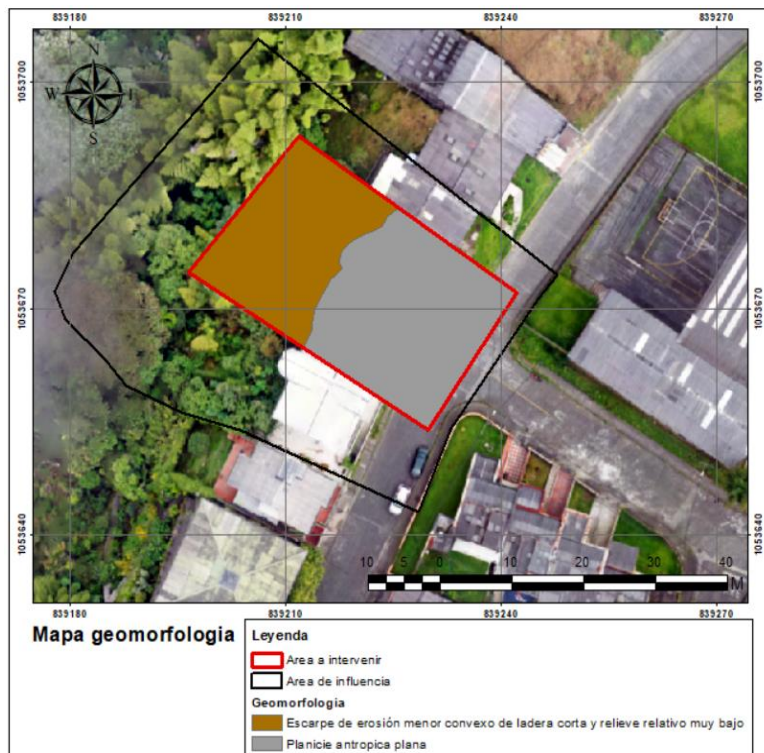 839180 839210 839240 839270
1053700 1053700
N
W E
S
1053670 1053670
1053640 1053640
10 5 0 10 20 30 40
M
839180 839210 839240 839270
Mapa geomorfologia
Leyenda
Area a intervenir
Area de influencia
Geomorfologia
Escarpe de erosión menor convexo de ladera corta y relieve relativo muy bajo
Planicie antropica plana